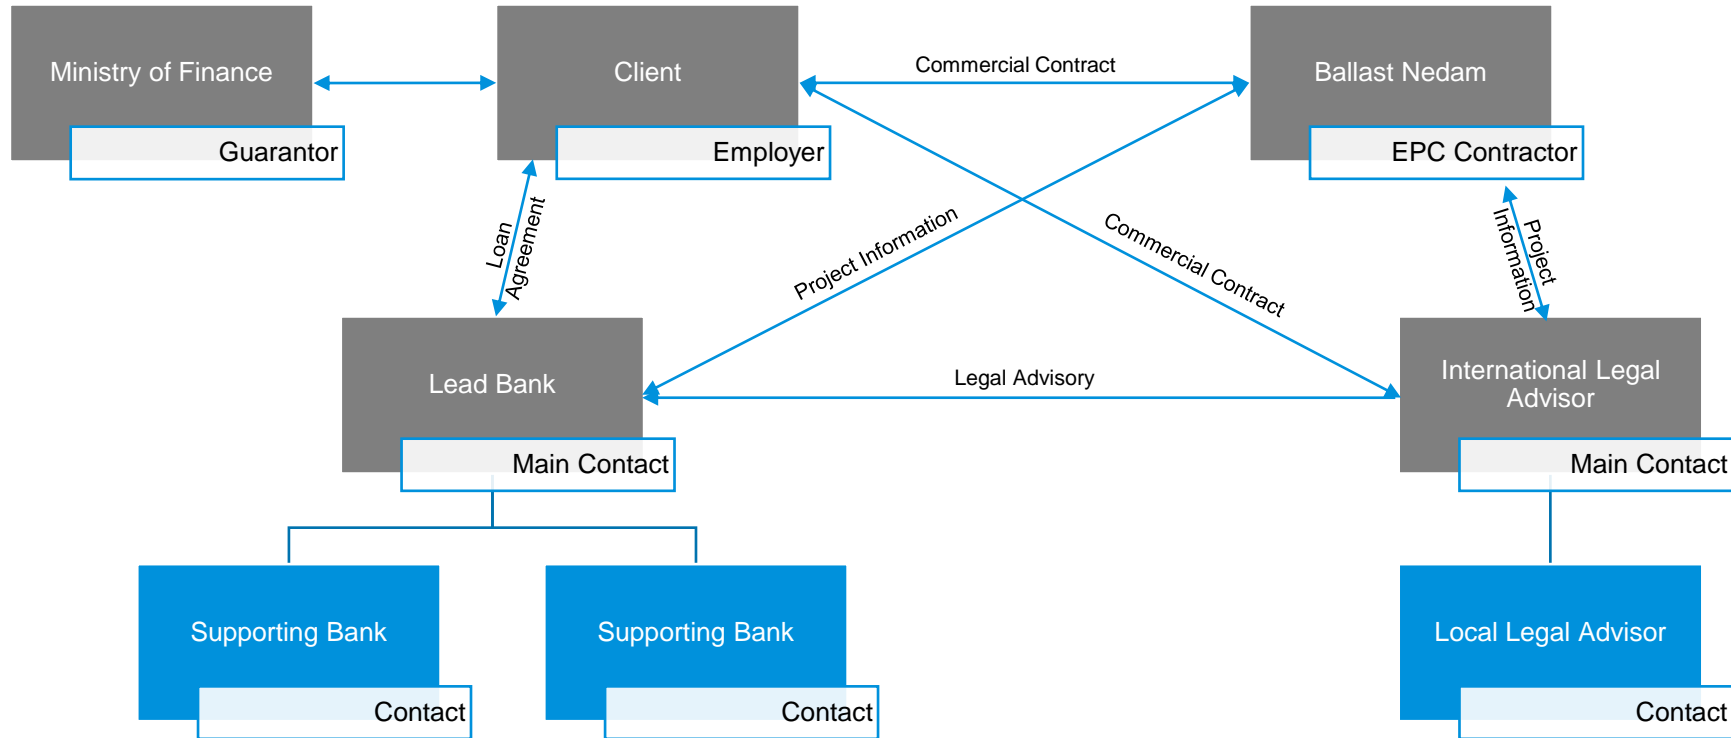 Ministry of Finance
Guarantor
Client
Employer
Commercial Contract
Ballast Nedam
EPC Contractor
Loan
Agreement
Project Information
Commercial Contract
Project
Information
Lead Bank
Main Contact
Legal Advisory
International Legal
Advisor
Main Contact
Supporting Bank
Contact
Supporting Bank
Contact
Local Legal Advisor
Contact